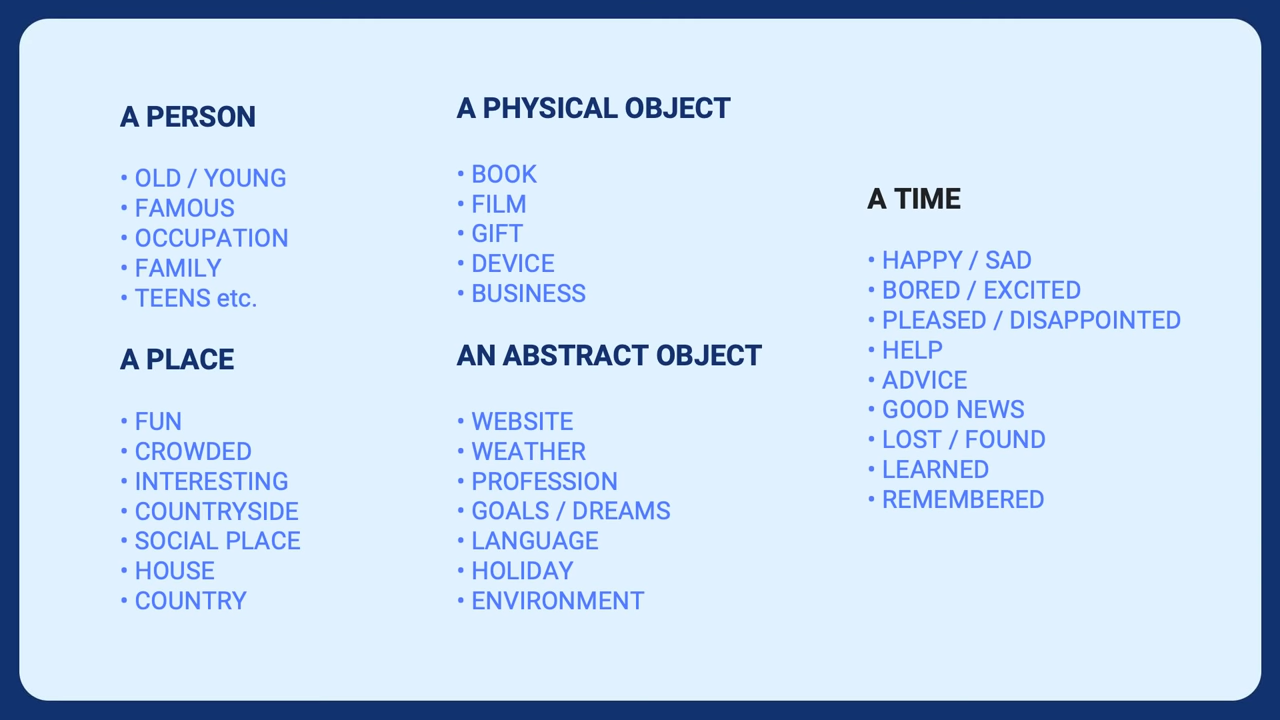 A PERSON
• OLD / YOUNG
• FAMOUS
• OCCUPATION
• FAMILY
• TEENS etc.
A PLACE
• FUN
• CROWDED
• INTERESTING
• COUNTRYSIDE
• SOCIAL PLACE
• HOUSE
• COUNTRY
A PHYSICAL OBJECT
• BOOK
• FILM
• GIFT
• DEVICE
• BUSINESS
AN ABSTRACT OBJECT
• WEBSITE
• WEATHER
• PROFESSION
• GOALS / DREAMS
• LANGUAGE
• HOLIDAY
• ENVIRONMENT
A TIME
• HAPPY / SAD
• BORED / EXCITED
• PLEASED / DISAPPOINTED
• HELP
• ADVICE
• GOOD NEWS
• LOST / FOUND
• LEARNED
• REMEMBERED